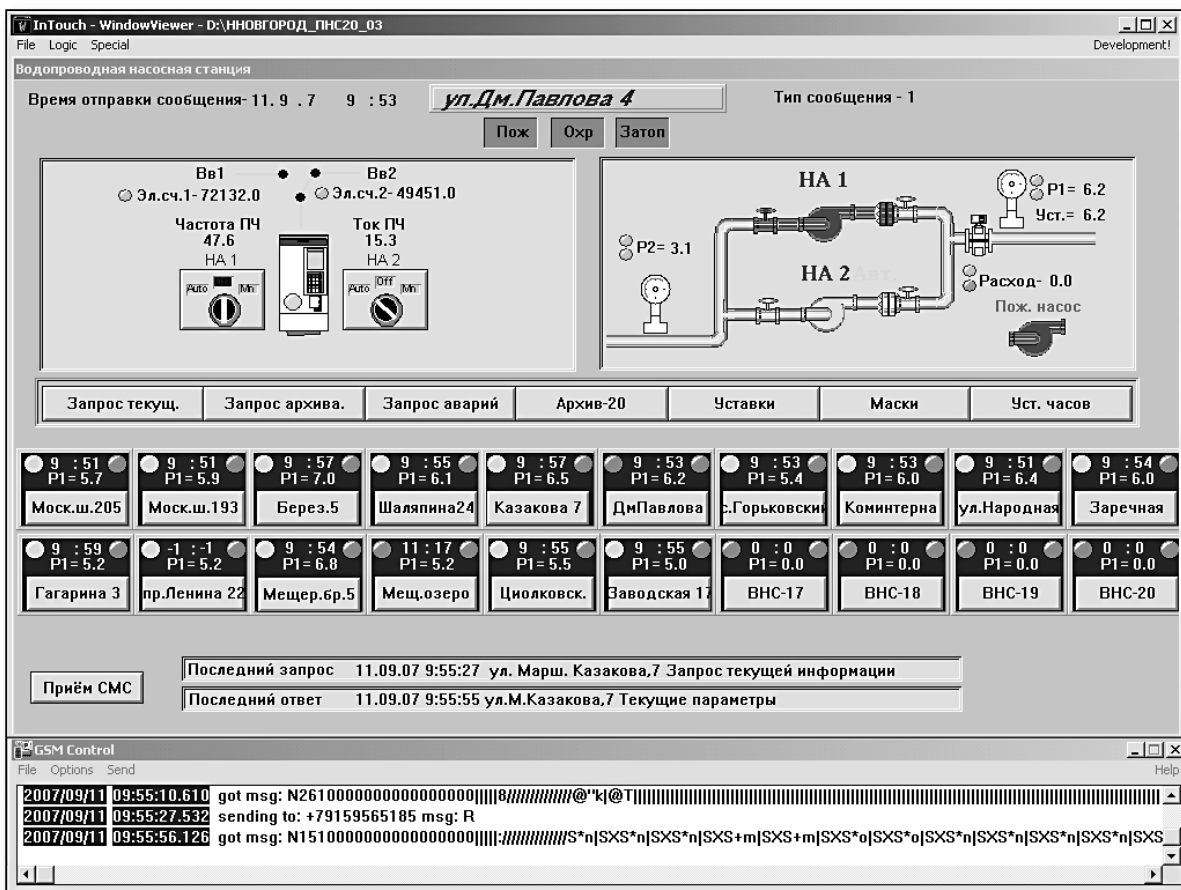 InTouch - WindowViewer - D:\ННОВГОРОД_ПНС20_03
File Logic Special Development!
Водопроводная насосная станция
Время отправки сообщения- 11. 9 . 7 9 : 53 ул.Дм.Павлова 4 Тип сообщения - 1
Пож Охр Затоп
Вв1 Вв2
Эл.сч.1- 72132.0 Эл.сч.2- 49451.0
Частота ПЧ Ток ПЧ
47.6 15.3
НА 1 НА 2
Auto Mn Auto Off Mn
НА 1
P1= 6.2
Уст.= 6.2
P2= 3.1
НА 2 Авт.
Расход- 0.0
Пож. насос
Запрос текущ. Запрос архива. Запрос аварий Архив-20 Уставки Маски Уст. часов
9 : 51 9 : 51 9 : 57 9 : 55 9 : 57 9 : 53 9 : 53 9 : 53 9 : 51 9 : 54
P1= 5.7 P1= 5.9 P1= 7.0 P1= 6.1 P1= 6.5 P1= 6.2 P1= 5.4 P1= 6.0 P1= 6.4 P1= 6.0
Моск.ш.205 Моск.ш.193 Берез.5 Шаляпина24 Казакова 7 ДмПавлова с.Горьковский Коминтерна ул.Народная Заречная
9 : 59 -1 : -1 9 : 54 11 : 17 9 : 55 9 : 55 0 : 0 0 : 0 0 : 0 0 : 0
P1= 5.2 P1= 5.2 P1= 6.8 P1= 5.2 P1= 5.5 P1= 5.0 P1= 0.0 P1= 0.0 P1= 0.0 P1= 0.0
Гагарина 3 пр.Ленина 22 Мещер.бр.5 Мещ.озеро Циолковск. Заводская 17 ВНС-17 ВНС-18 ВНС-19 ВНС-20
Приём СМС
Последний запрос 11.09.07 9:55:27 ул. Марш. Казакова,7 Запрос текущей информации
Последний ответ 11.09.07 9:55:55 ул.М.Казакова,7 Текущие параметры
GSM Control
File Options Send Help
2007/09/11 09:55:10.610 got msg: N2610000000000000000|||||8/////////////@"k|@T||||||||||||||||||||||||||||||||||||||||||||||||||||||||||||||||||||||||||||||||
2007/09/11 09:55:27.532 sending to: +79159565185 msg: R
2007/09/11 09:55:56.126 got msg: N1510000000000000000|||||://///////////S*n|SXS*n|SXS*n|SXS+m|SXS+m|SXS*o|SXS*o|SXS*n|SXS*n|SXS*n|SXS*n|SXS